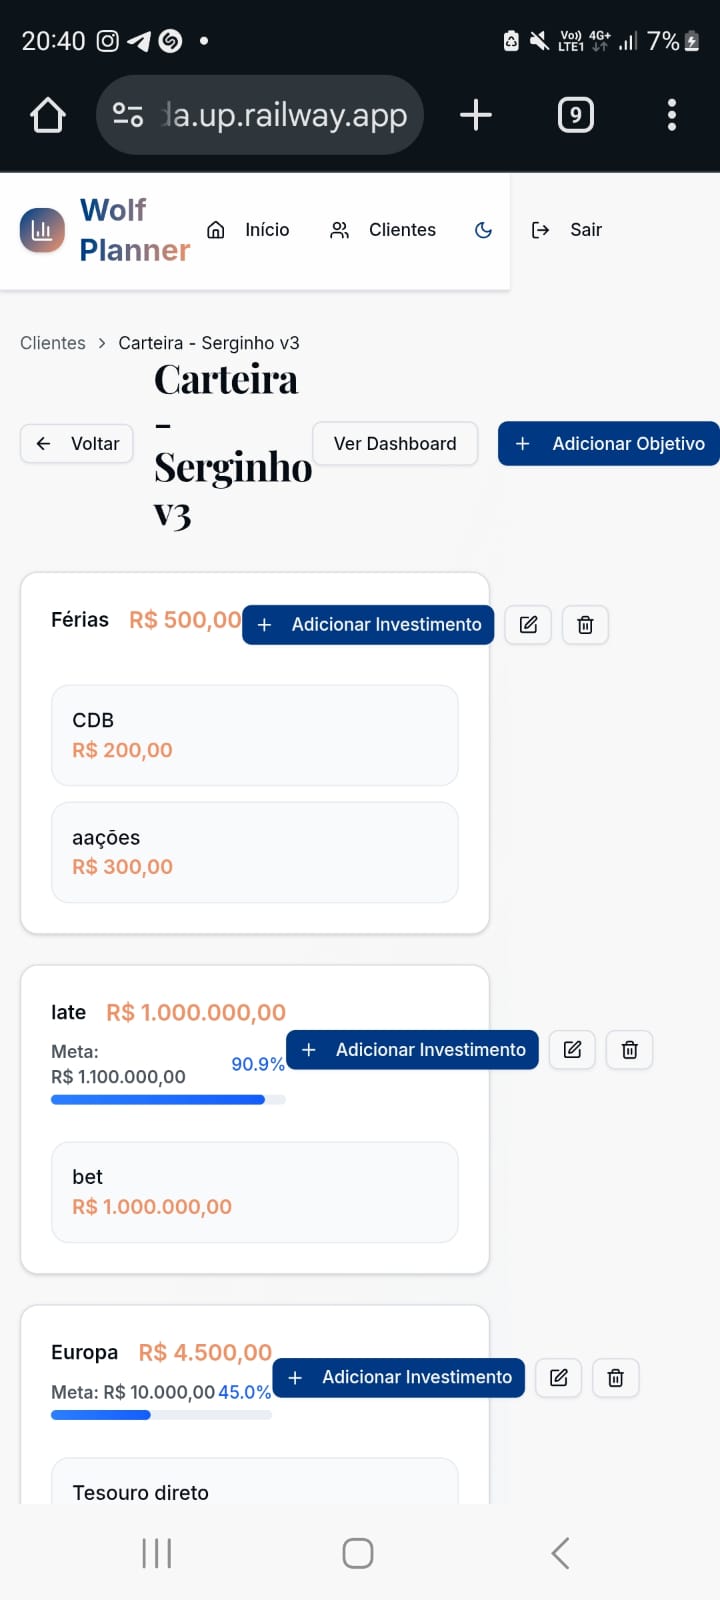 20:40 Vo)) LTE1 4G+ 7%
da.up.railway.app 9
Wolf Planner
Início Clientes Sair
Clientes > Carteira - Serginho v3
Voltar
Carteira
-
Serginho
v3
Ver Dashboard
+ Adicionar Objetivo
Férias R$ 500,00 + Adicionar Investimento
CDB
R$ 200,00
aações
R$ 300,00
Iate R$ 1.000.000,00
Meta:
R$ 1.100.000,00 90.9% + Adicionar Investimento
bet
R$ 1.000.000,00
Europa R$ 4.500,00
Meta: R$ 10.000,00 45.0% + Adicionar Investimento
Tesouro direto